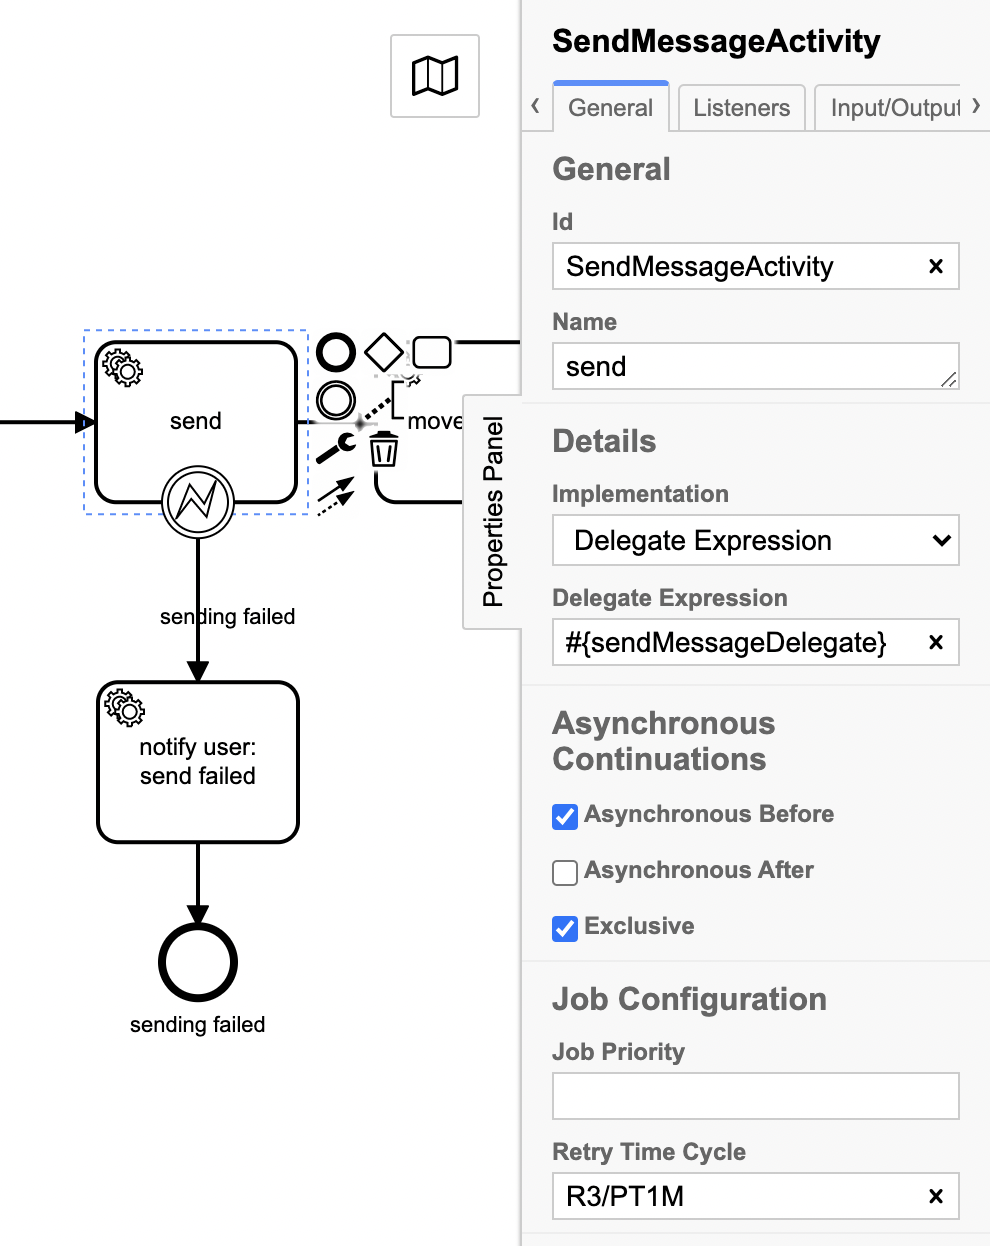 SendMessageActivity
General
Listeners
Input/Output
General
Id
SendMessageActivity
Name
send
Details
Implementation
Delegate Expression
Delegate Expression
#{sendMessageDelegate}
Asynchronous
Continuations
Asynchronous Before
Asynchronous After
Exclusive
Job Configuration
Job Priority
Retry Time Cycle
R3/PT1M
Properties Panel
send
move
sending failed
notify user:
send failed
sending failed